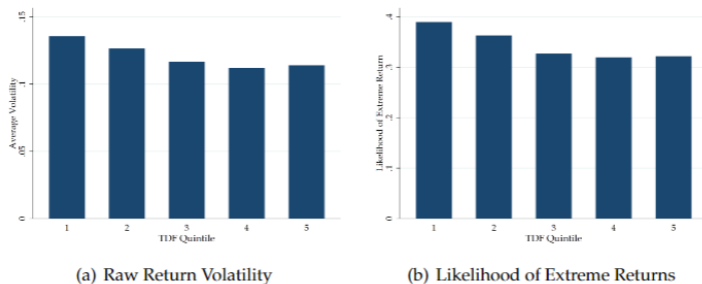 .15
.1
.05
0
Average Volatility
1 2 3 4 5
TDF Quintile
(a) Raw Return Volatility
.4
.3
.2
.1
0
Likelihood of Extreme Return
1 2 3 4 5
TDF Quintile
(b) Likelihood of Extreme Returns